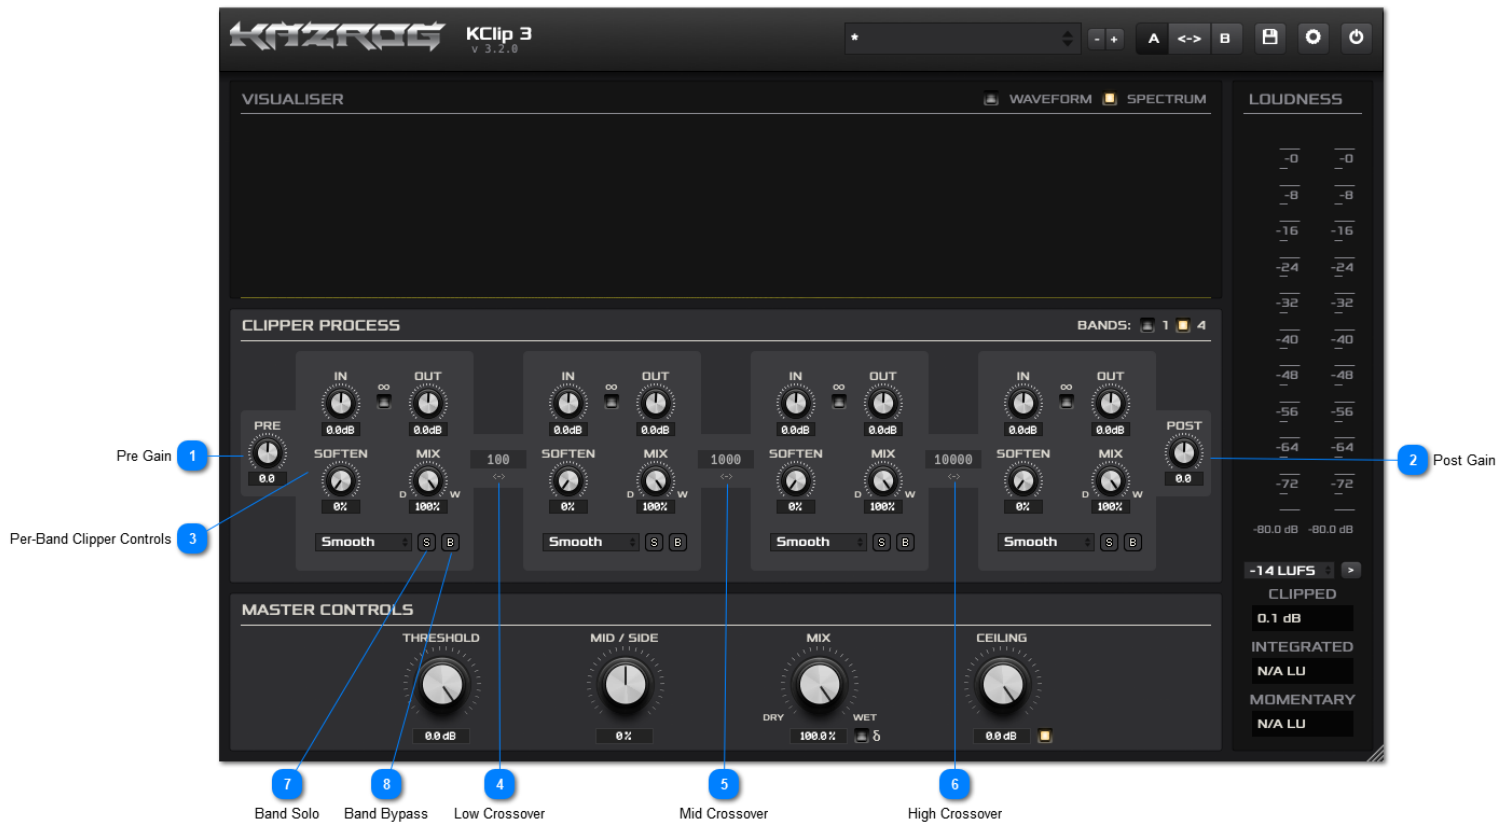 KAZROG
KClip 3
v 3.2.0
*
- +
A <-> B
VISUALISER
WAVEFORM SPECTRUM
LOUDNESS
-0 -0
-8 -8
-16 -16
-24 -24
-32 -32
-40 -40
-48 -48
-56 -56
-64 -64
-72 -72
-80.0 dB -80.0 dB
-14 LUFS >
CLIPPED
0.1 dB
INTEGRATED
N/A LU
MOMENTARY
N/A LU
CLIPPER PROCESS
BANDS: 1 4
PRE
0.0
IN ∞ OUT
0.0dB 0.0dB
SOFTEN MIX
D W
0% 100%
Smooth S B
100
<->
IN ∞ OUT
0.0dB 0.0dB
SOFTEN MIX
D W
0% 100%
Smooth S B
1000
<->
IN ∞ OUT
0.0dB 0.0dB
SOFTEN MIX
D W
0% 100%
Smooth S B
10000
<->
IN ∞ OUT
0.0dB 0.0dB
SOFTEN MIX
D W
0% 100%
Smooth S B
POST
0.0
MASTER CONTROLS
THRESHOLD
0.0 dB
MID / SIDE
0%
MIX
DRY WET
100.0% δ
CEILING
0.0 dB
Pre Gain 1
2 Post Gain
Per-Band Clipper Controls 3
7
Band Solo
8
Band Bypass
4
Low Crossover
5
Mid Crossover
6
High Crossover